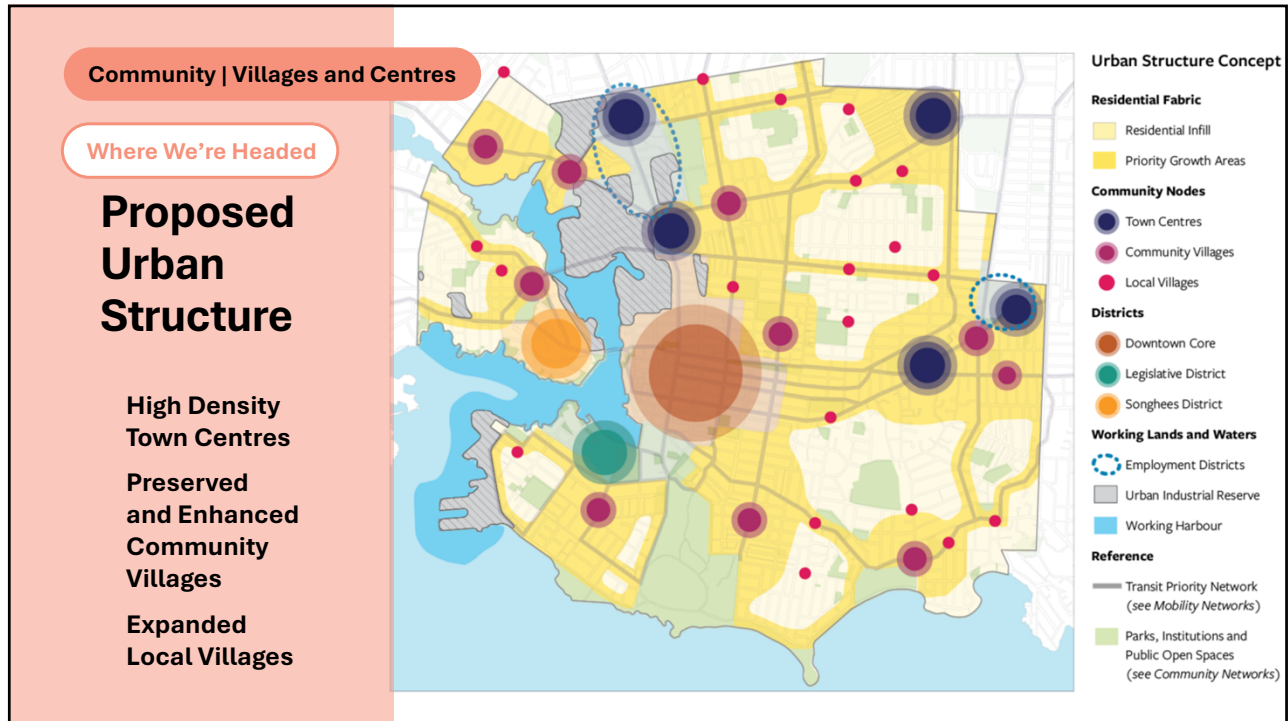 Community | Villages and Centres
Where We're Headed
Proposed
Urban
Structure
High Density
Town Centres
Preserved
and Enhanced
Community
Villages
Expanded
Local Villages
Urban Structure Concept
Residential Fabric
Residential Infill
Priority Growth Areas
Community Nodes
Town Centres
Community Villages
Local Villages
Districts
Downtown Core
Legislative District
Songhees District
Working Lands and Waters
Employment Districts
Urban Industrial Reserve
Working Harbour
Reference
Transit Priority Network
(see Mobility Networks)
Parks, Institutions and
Public Open Spaces
(see Community Networks)